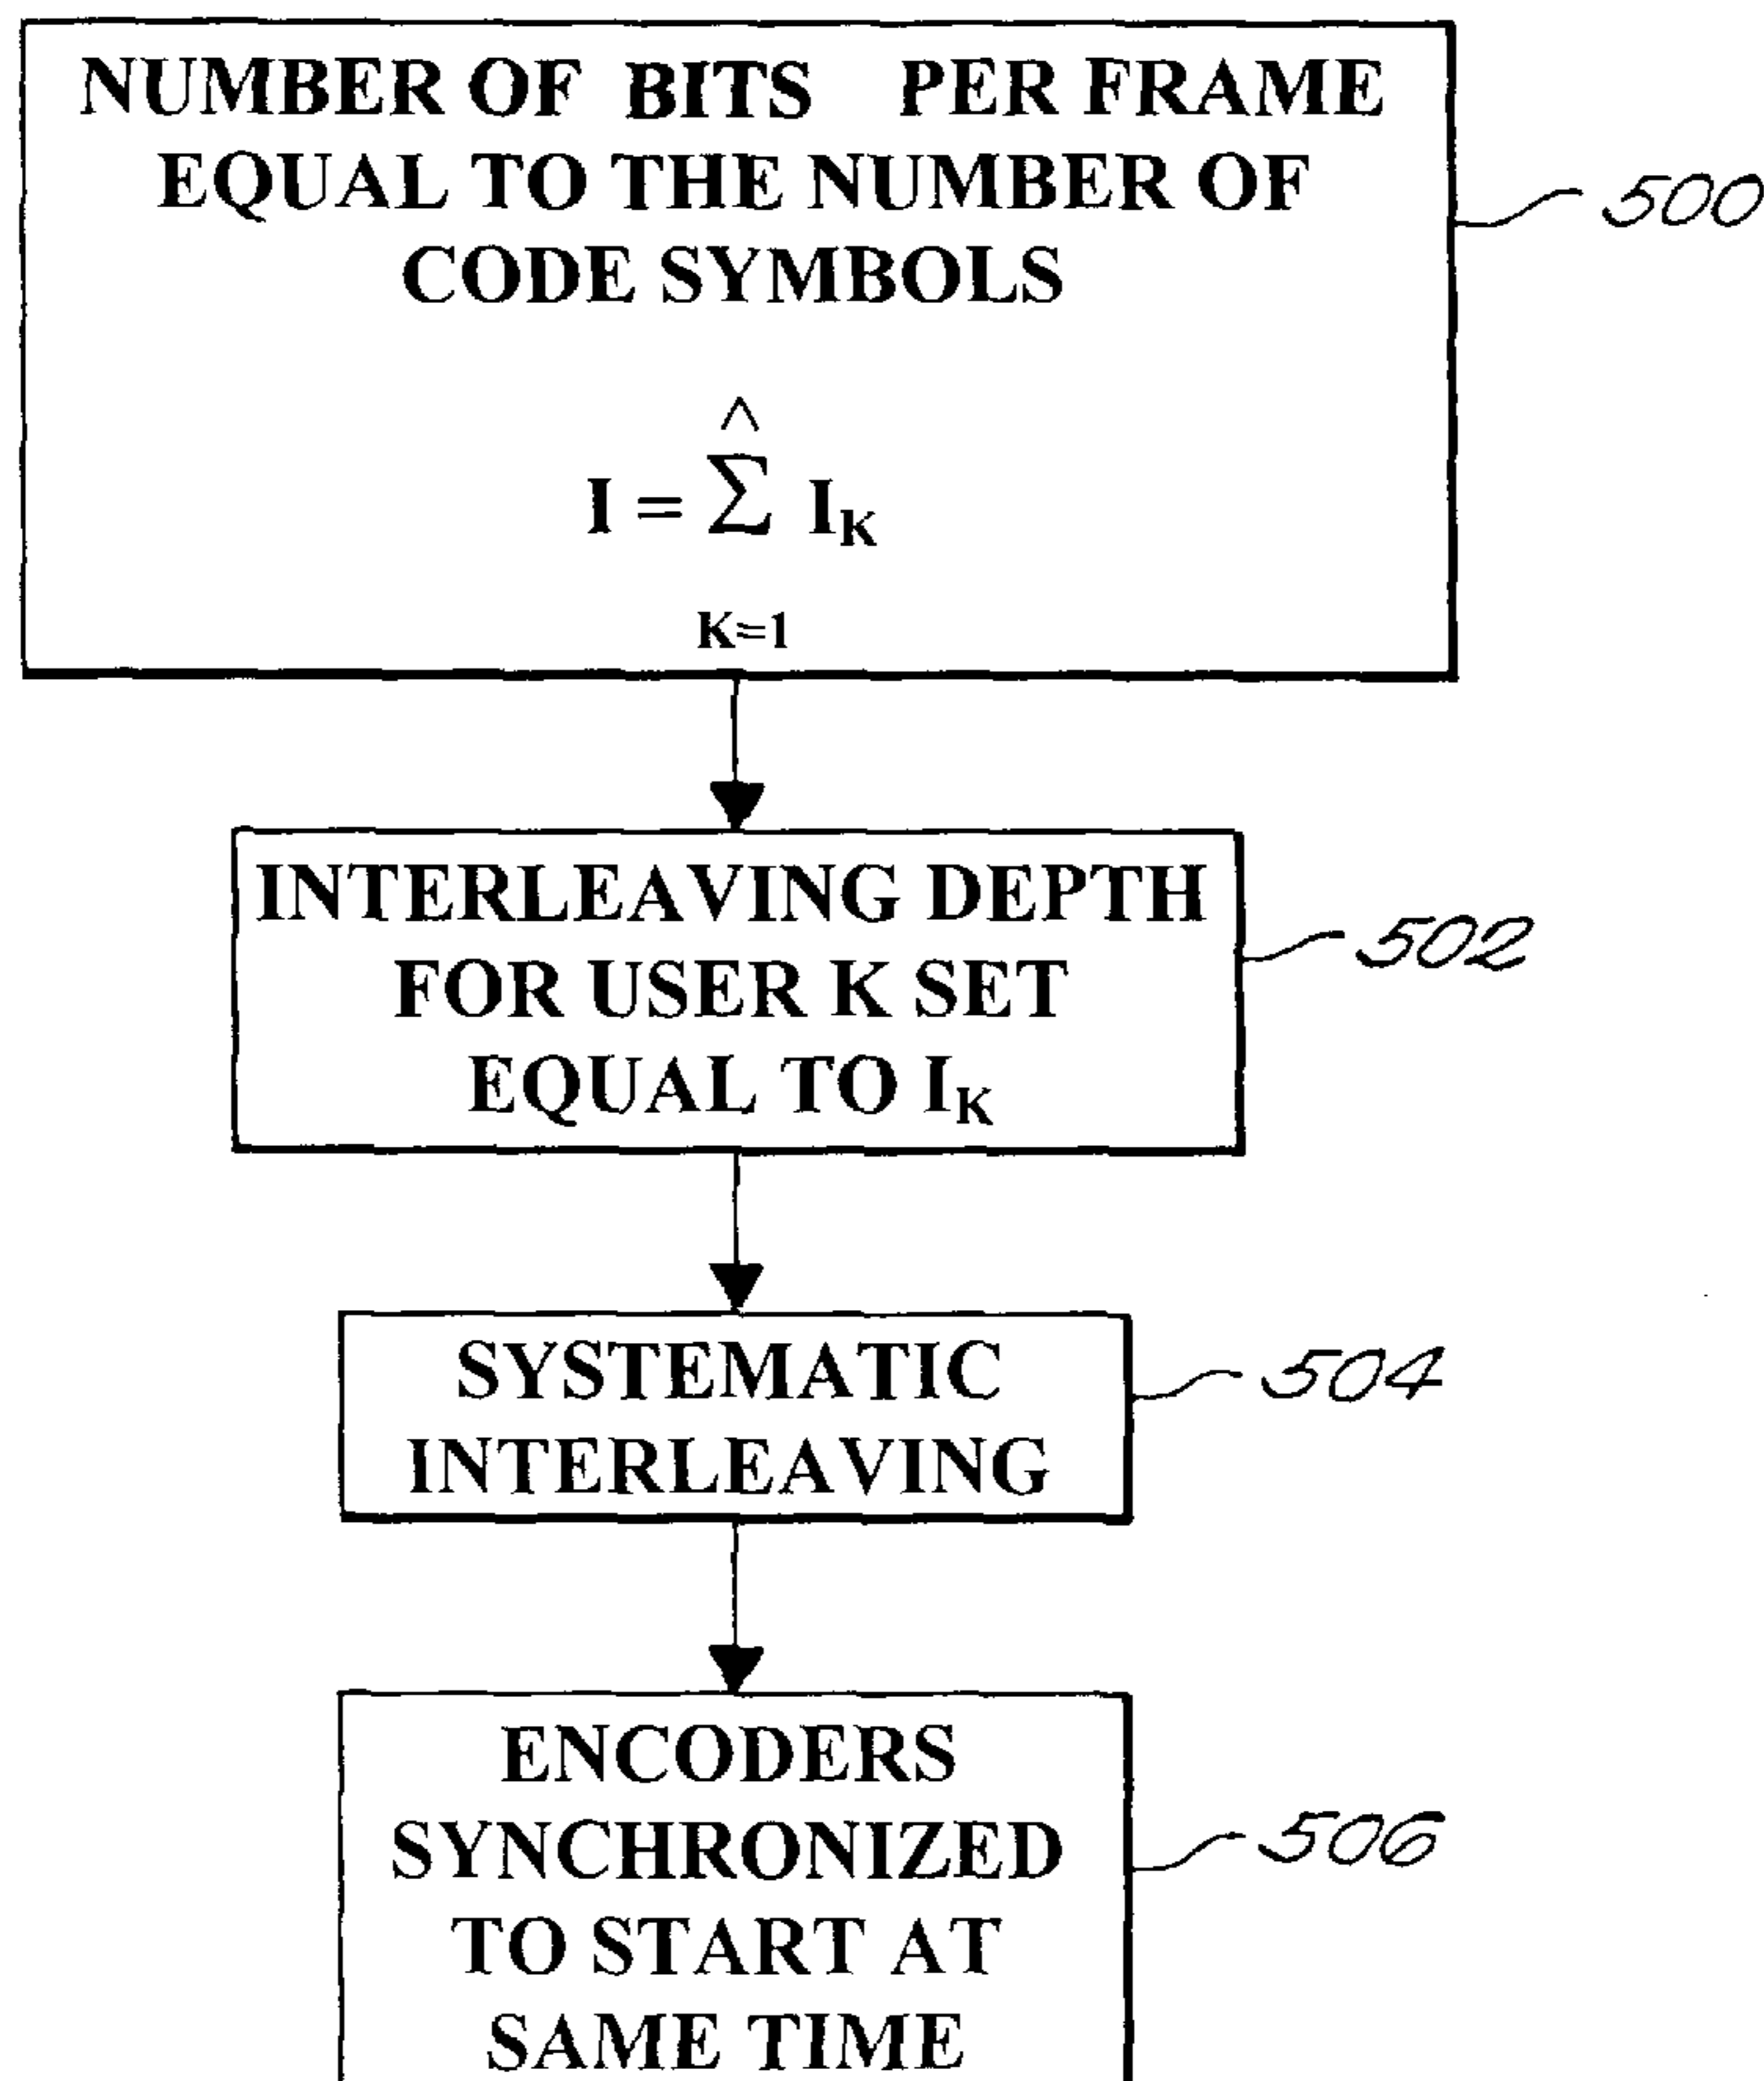 NUMBER OF BITS PER FRAME
EQUAL TO THE NUMBER OF
CODE SYMBOLS
500
^
I = Σ I_K
K=1
INTERLEAVING DEPTH
FOR USER K SET
EQUAL TO I_K
502
SYSTEMATIC
INTERLEAVING
504
ENCODERS
SYNCHRONIZED
TO START AT
SAME TIME
506